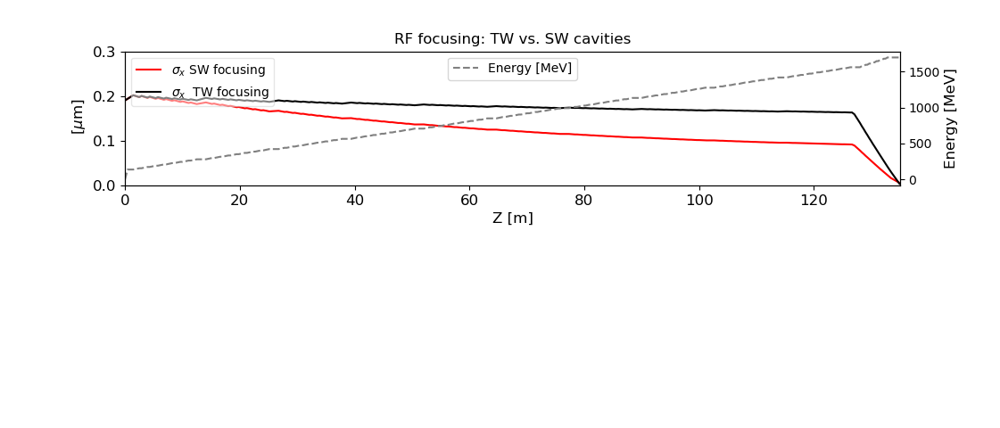 RF focusing: TW vs. SW cavities
σₓ SW focusing
σₓ TW focusing
Energy [MeV]
[μm]
0.3
0.2
0.1
0.0
1500
1000
500
0
Energy [MeV]
0 20 40 60 80 100 120
Z [m]